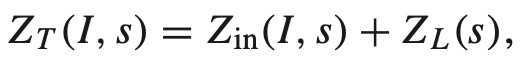 Z_T(I, s) = Z_in(I, s) + Z_L(s),